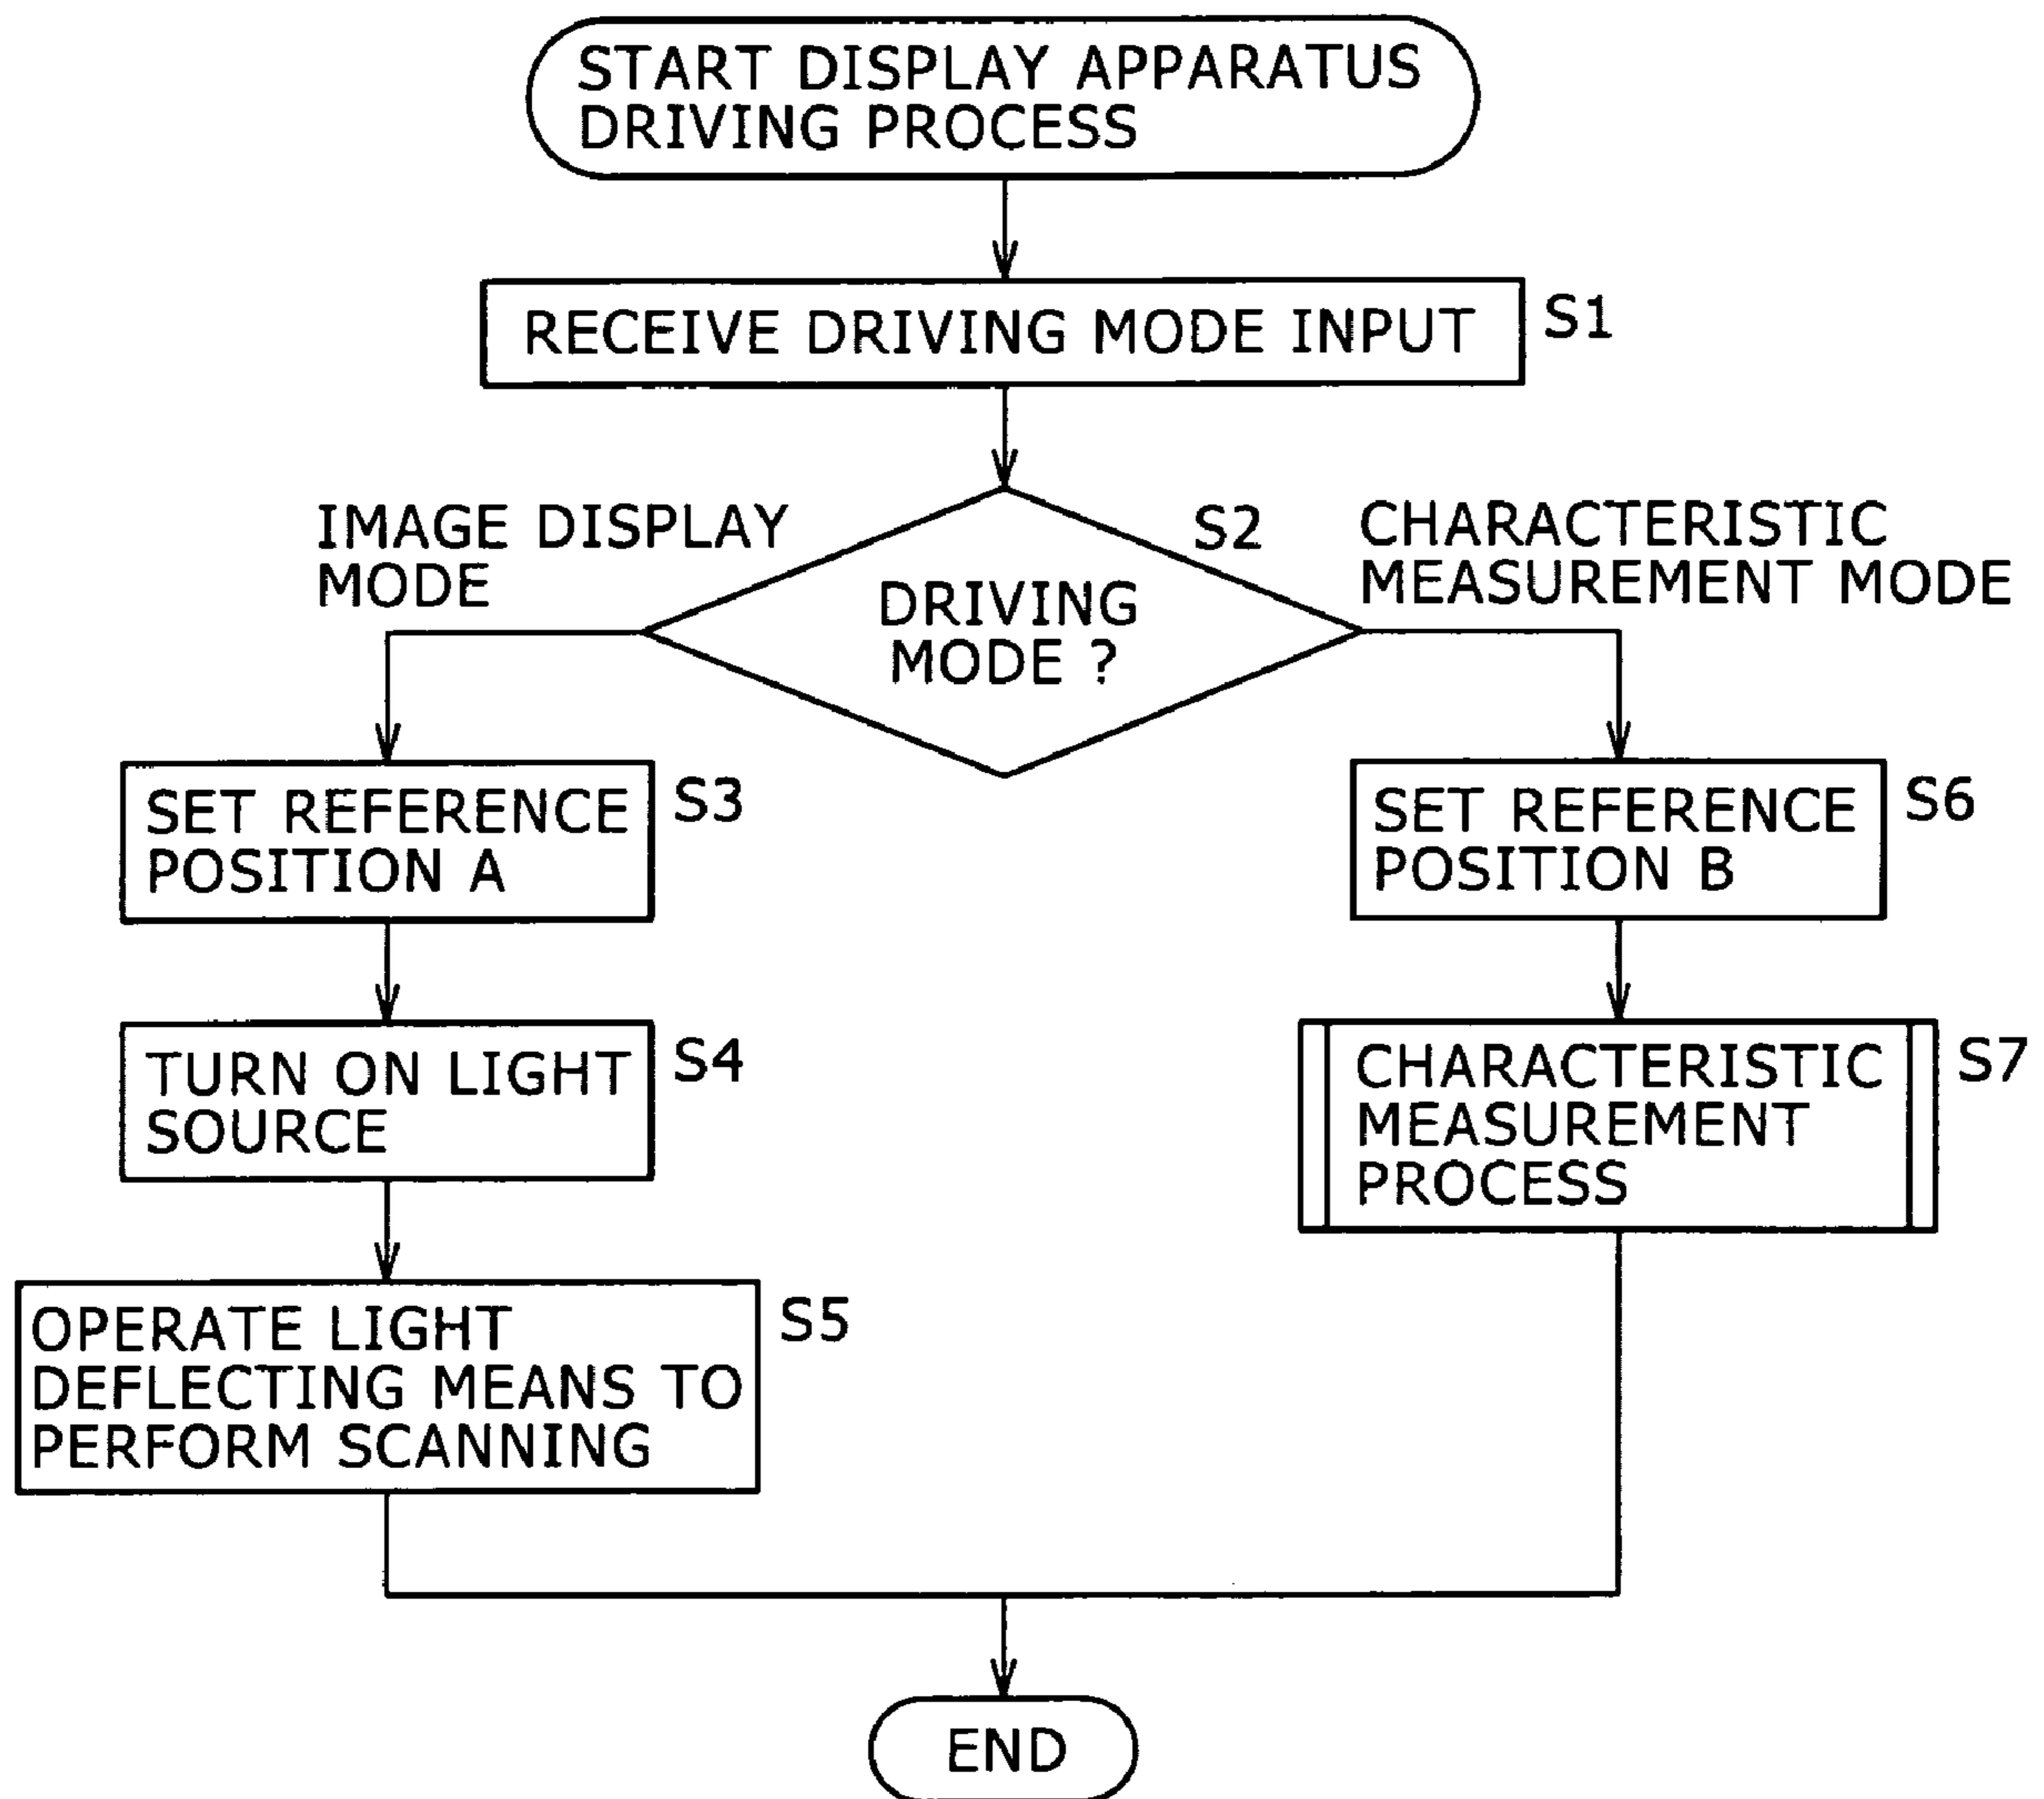 START DISPLAY APPARATUS
DRIVING PROCESS
RECEIVE DRIVING MODE INPUT
S1
IMAGE DISPLAY
MODE
S2
DRIVING
MODE ?
CHARACTERISTIC
MEASUREMENT MODE
SET REFERENCE
POSITION A
S3
TURN ON LIGHT
SOURCE
S4
OPERATE LIGHT
DEFLECTING MEANS TO
PERFORM SCANNING
S5
SET REFERENCE
POSITION B
S6
CHARACTERISTIC
MEASUREMENT
PROCESS
S7
END